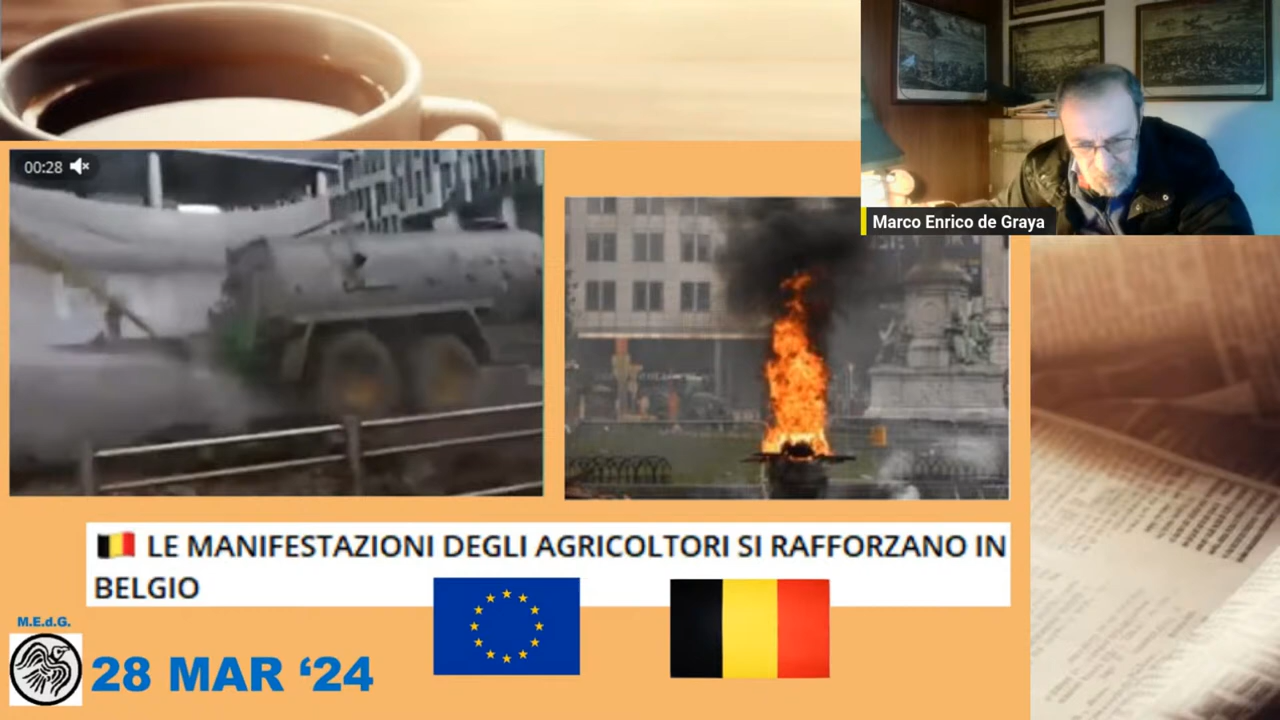 00:28
Marco Enrico de Graya
LE MANIFESTAZIONI DEGLI AGRICOLTORI SI RAFFORZANO IN
BELGIO
M.E.d.G.
28 MAR ‘24